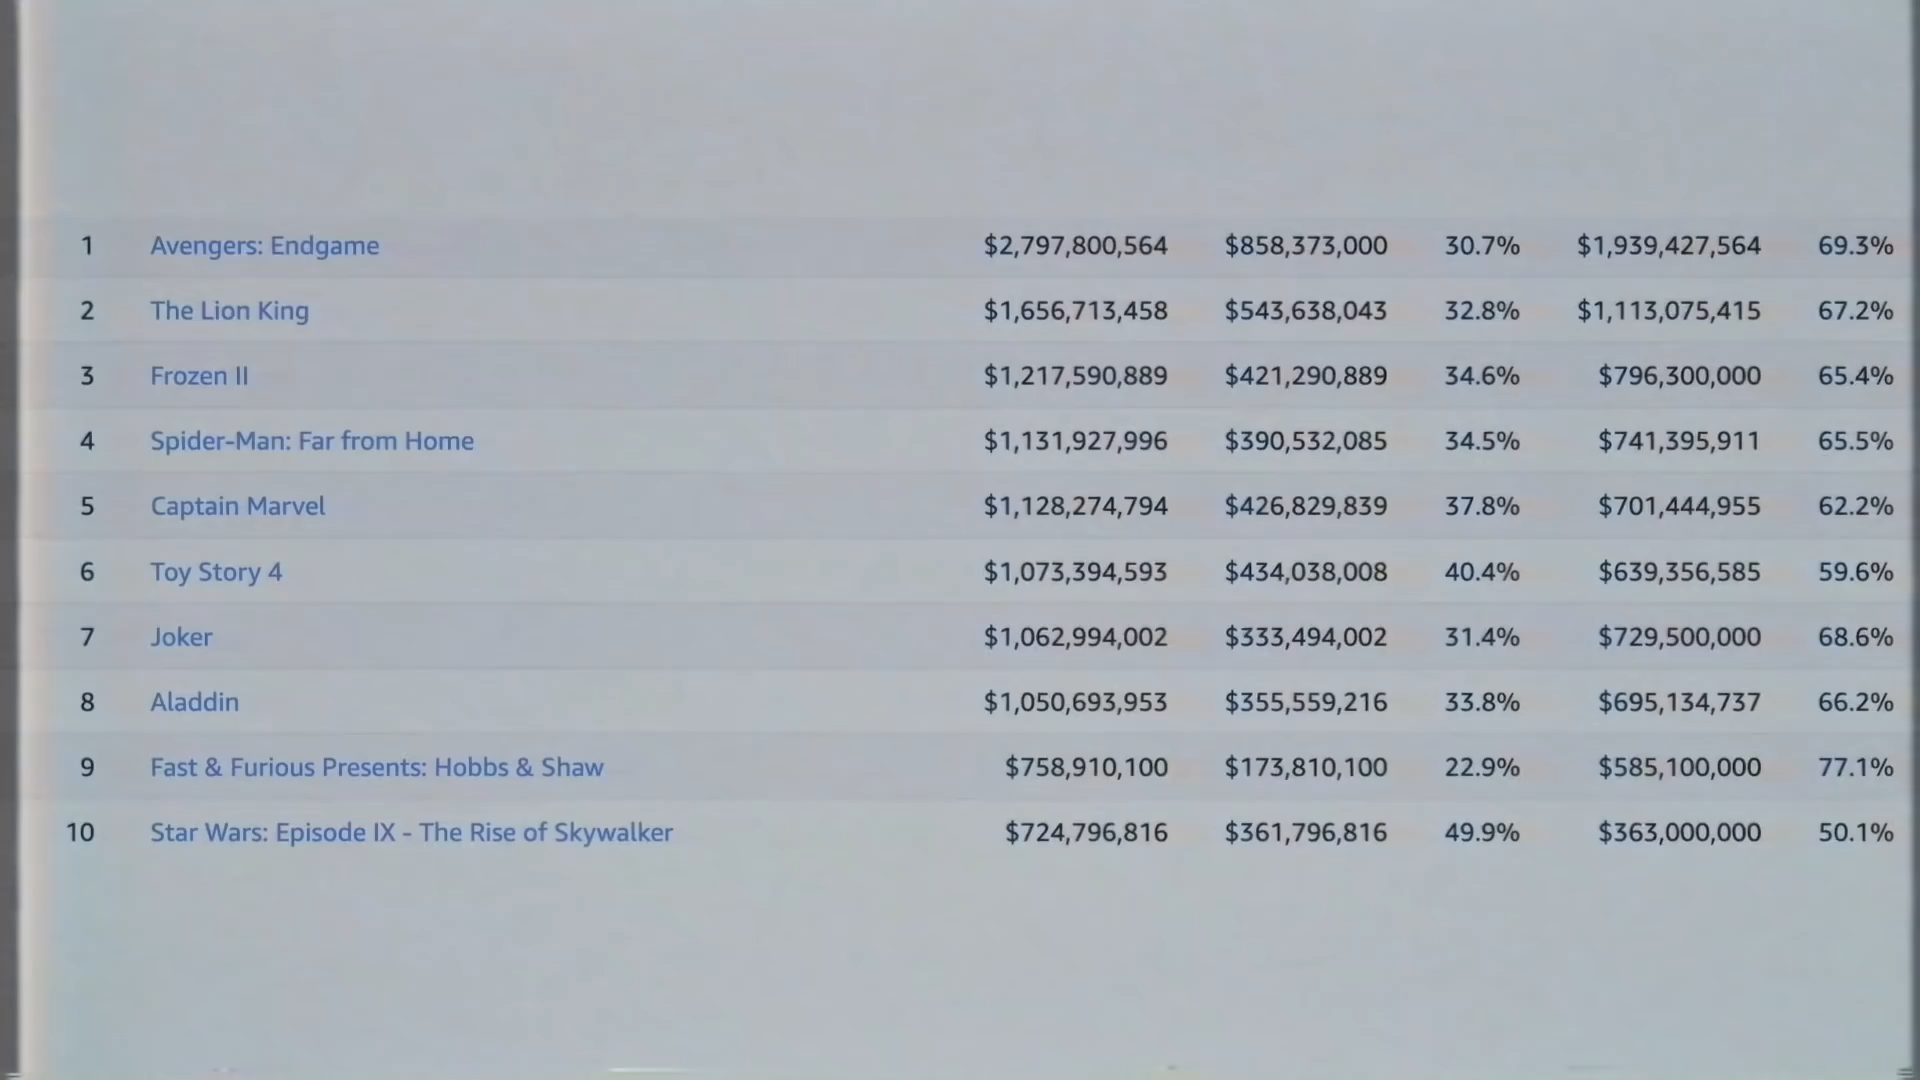 1 Avengers: Endgame $2,797,800,564 $858,373,000 30.7% $1,939,427,564 69.3%
2 The Lion King $1,656,713,458 $543,638,043 32.8% $1,113,075,415 67.2%
3 Frozen II $1,217,590,889 $421,290,889 34.6% $796,300,000 65.4%
4 Spider-Man: Far from Home $1,131,927,996 $390,532,085 34.5% $741,395,911 65.5%
5 Captain Marvel $1,128,274,794 $426,829,839 37.8% $701,444,955 62.2%
6 Toy Story 4 $1,073,394,593 $434,038,008 40.4% $639,356,585 59.6%
7 Joker $1,062,994,002 $333,494,002 31.4% $729,500,000 68.6%
8 Aladdin $1,050,693,953 $355,559,216 33.8% $695,134,737 66.2%
9 Fast & Furious Presents: Hobbs & Shaw $758,910,100 $173,810,100 22.9% $585,100,000 77.1%
10 Star Wars: Episode IX - The Rise of Skywalker $724,796,816 $361,796,816 49.9% $363,000,000 50.1%